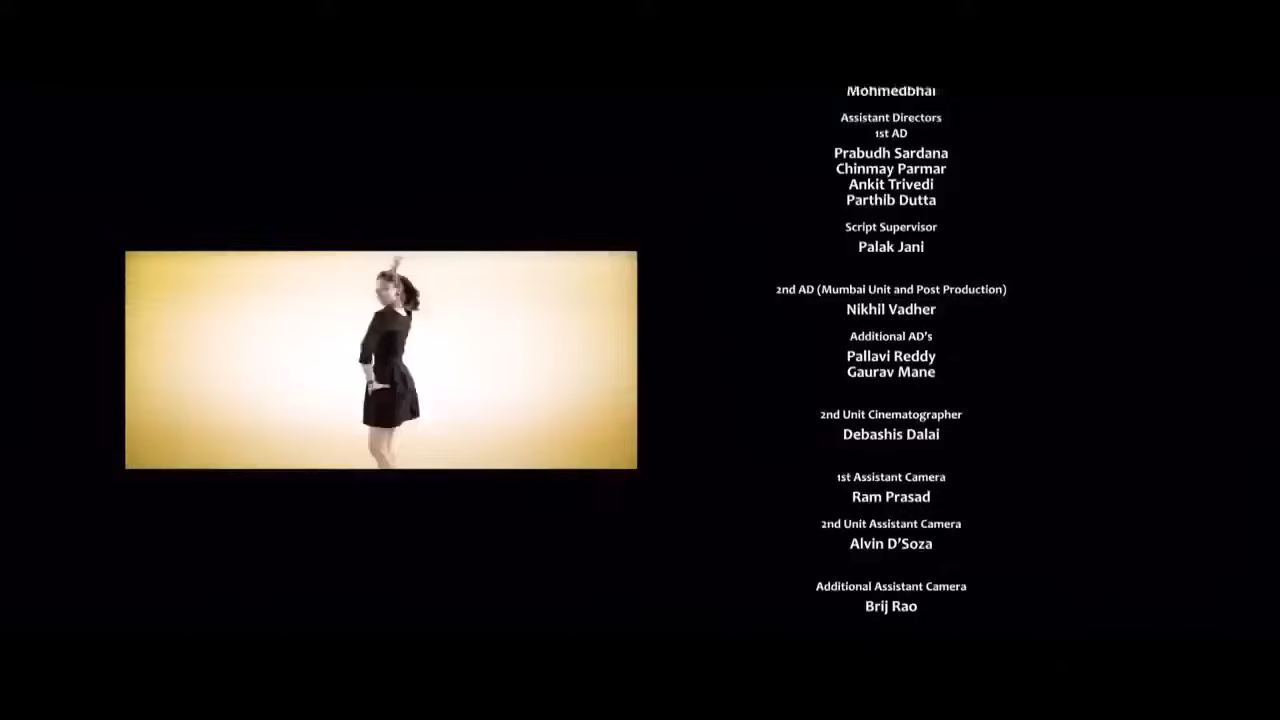 Mohmedbhai
Assistant Directors
1st AD
Prabudh Sardana
Chinmay Parmar
Ankit Trivedi
Parthib Dutta
Script Supervisor
Palak Jani
2nd AD (Mumbai Unit and Post Production)
Nikhil Vadher
Additional AD's
Pallavi Reddy
Gaurav Mane
2nd Unit Cinematographer
Debashis Dalai
1st Assistant Camera
Ram Prasad
2nd Unit Assistant Camera
Alvin D'Soza
Additional Assistant Camera
Brij Rao